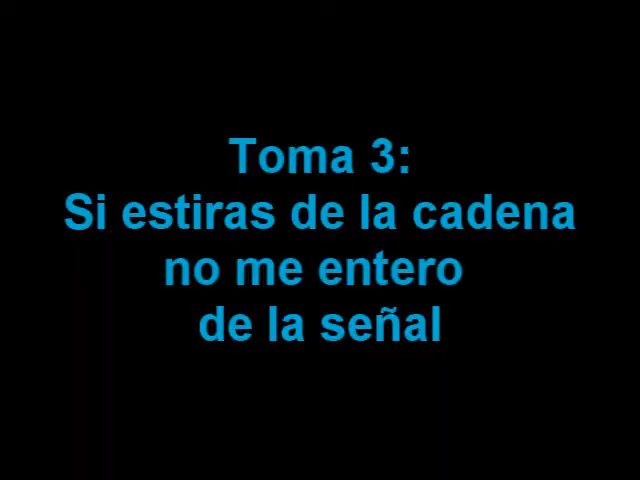 Toma 3:
Si estiras de la cadena
no me entero
de la señal